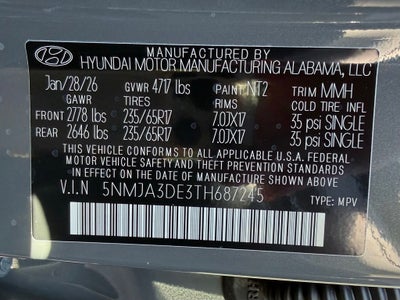 MANUFACTURED BY
HYUNDAI MOTOR MANUFACTURING ALABAMA, LLC
Jan/28/26 GVWR 4717 lbs PAINT: NT2 TRIM MMH
GAWR TIRES RIMS COLD TIRE INFL
FRONT 2778 lbs 235/65R17 7.0JX17 35 psi SINGLE
REAR 2646 lbs 235/65R17 7.0JX17 35 psi SINGLE
THIS VEHICLE CONFORMS TO ALL APPLICABLE U.S. FEDERAL
MOTOR VEHICLE SAFETY AND THEFT PREVENTION STANDARDS
IN EFFECT ON THE DATE OF MANUFACTURE SHOWN ABOVE.
V.I.N 5NMJA3DE3TH687245
TYPE: MPV